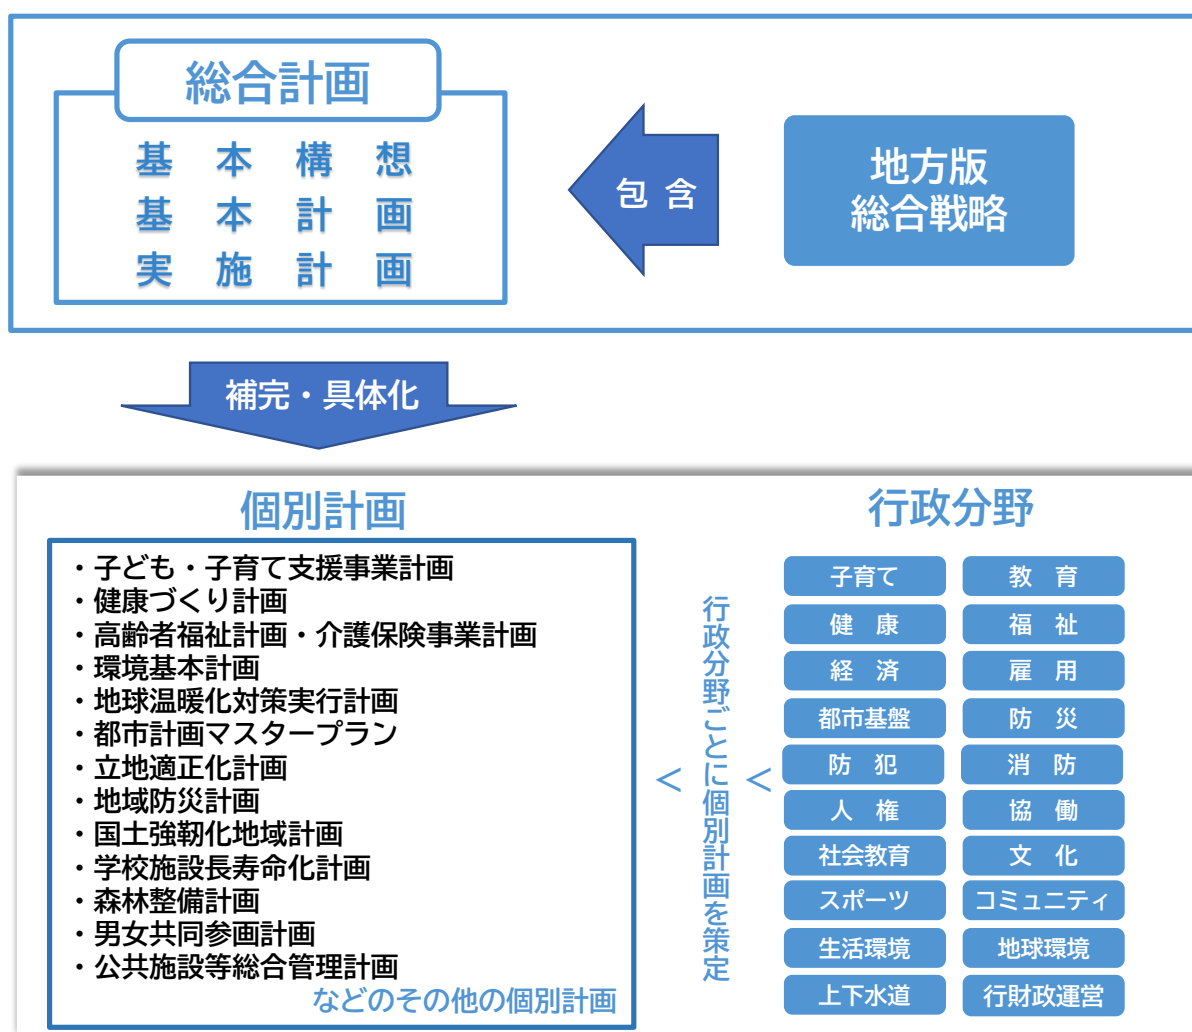 総合計画
基 本 構 想
基 本 計 画
実 施 計 画
包 含
地方版
総合戦略
補完・具体化
個別計画
・子ども・子育て支援事業計画
・健康づくり計画
・高齢者福祉計画・介護保険事業計画
・環境基本計画
・地球温暖化対策実行計画
・都市計画マスタープラン
・立地適正化計画
・地域防災計画
・国土強靭化地域計画
・学校施設長寿命化計画
・森林整備計画
・男女共同参画計画
・公共施設等総合管理計画
などのその他の個別計画
＜
行政分野ごとに個別計画を策定
＜
行政分野
子育て
教 育
健 康
福 祉
経 済
雇 用
都市基盤
防 災
防 犯
消 防
人 権
協 働
社会教育
文 化
スポーツ
コミュニティ
生活環境
地球環境
上下水道
行財政運営